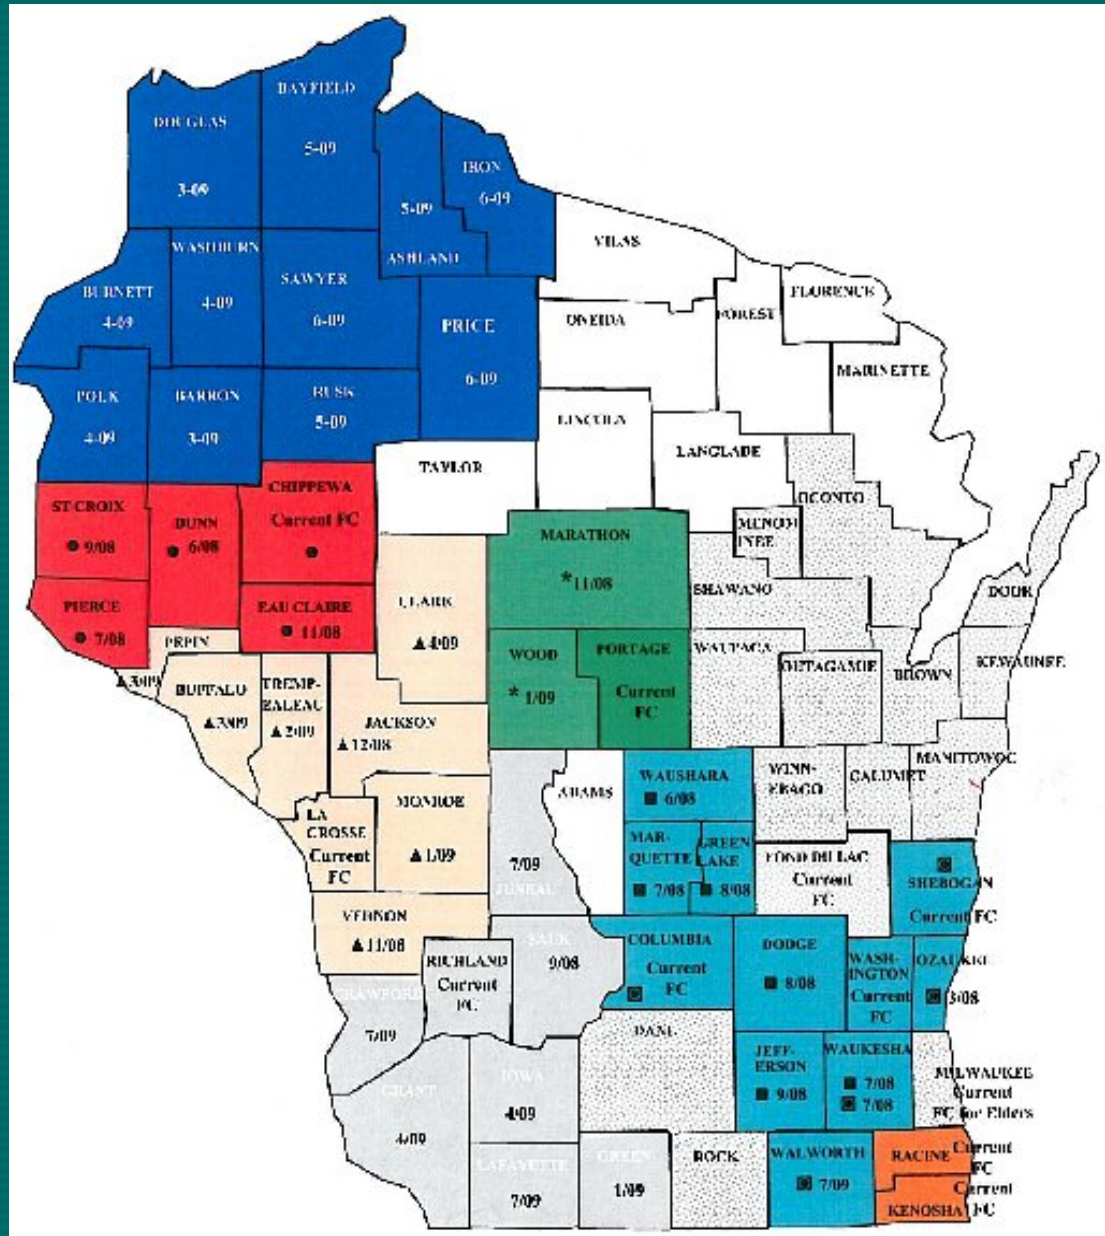 BAYFIELD
5-09
DOUGLAS
3-09
IRON
6-09
5-09
ASHLAND
VILAS
WASHBURN
4-09
SAWYER
6-09
BURNETT
4-09
PRICE
6-09
FLORENCE
FOREST
ONEIDA
MARINETTE
POLK
4-09
BARRON
3-09
RUSK
5-09
LINCOLN
LANGLADE
TAYLOR
OCONTO
ST CROIX
● 9/08
DUNN
● 6/08
CHIPPEWA
Current FC
●
MENOM
INEE
MARATHON
*11/08
SHAWANO
DOOR
PIERCE
● 7/08
EAU CLAIRE
● 11/08
CLARK
▲ 4/09
PEPIN
▲3/09
WOOD
* 1/09
PORTAGE
Current
FC
WAUPACA
OUTAGAMIE
BROWN
KEWAUNEE
BUFFALO
▲3/09
TREMP-
EALEAU
▲2/09
JACKSON
▲12/08
MANITOWOC
CALUMET
WINN-
EBAGO
WAUSHARA
■ 6/08
ADAMS
MONROE
▲1/09
LA
CROSSE
Current
FC
7/09
JUNEAU
MAR-
QUETTE
■ 7/08
GREEN
LAKE
■ 8/08
FOND DU LAC
Current
FC
SHEBOGAN
Current FC
VERNON
▲11/08
RICHLAND
Current
FC
SAUK
9/08
COLUMBIA
Current
FC
DODGE
■ 8/08
WASH-
INGTON
Current
FC
OZAUKEE
3/08
CRAWFORD
7/09
DANE
JEFF-
ERSON
■ 9/08
WAUKESHA
■ 7/08
7/08
MILWAUKEE
Current
FC for Elders
GRANT
4/09
IOWA
4/09
LAFAYETTE
7/09
GREEN
1/09
ROCK
WALWORTH
7/09
RACINE Current
FC
Current
KENOSHA FC